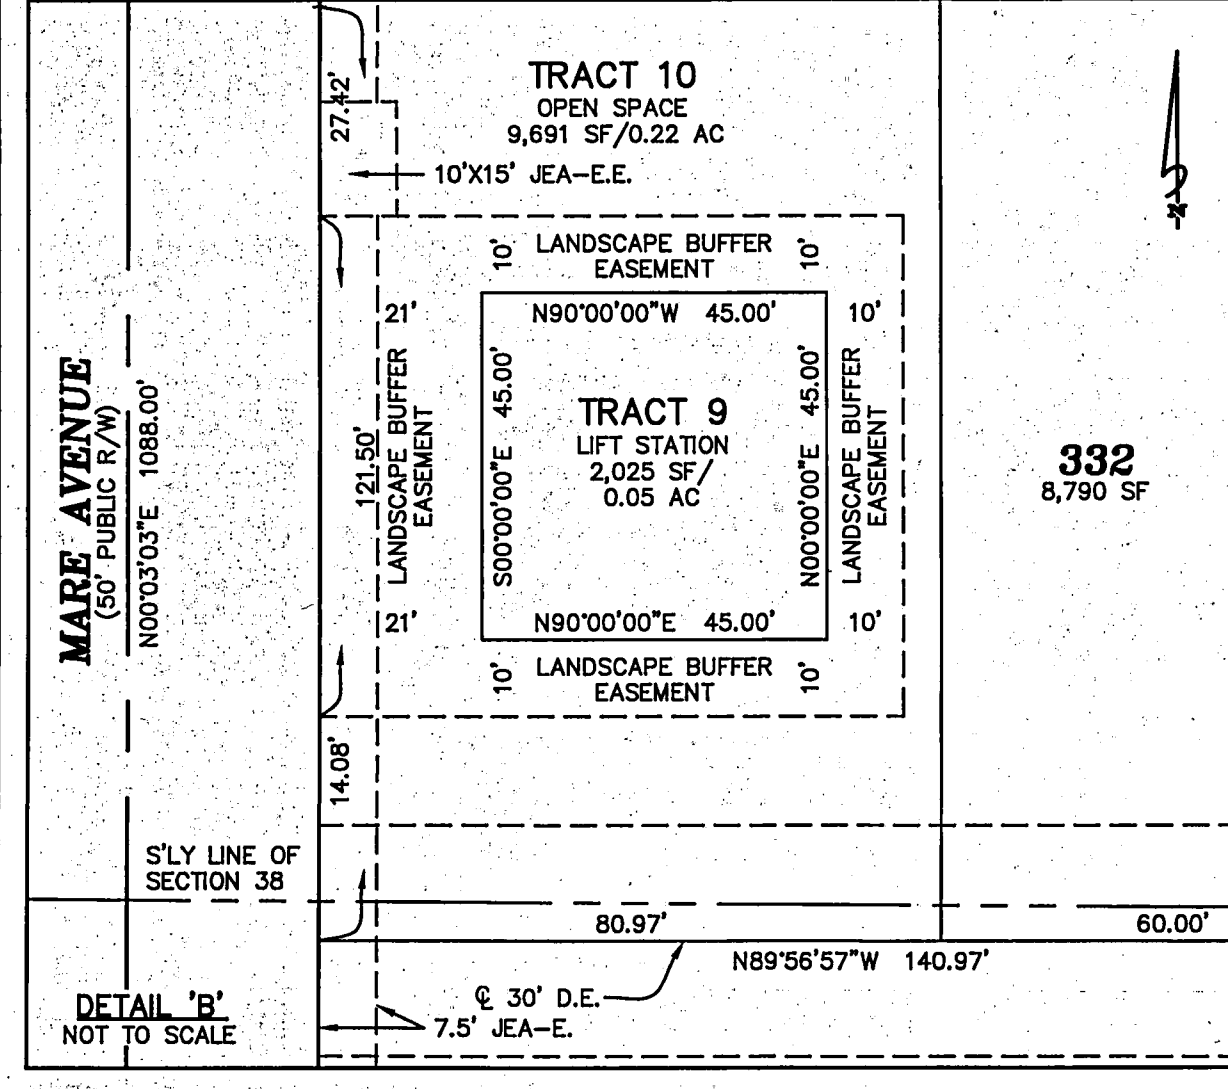 TRACT 10
OPEN SPACE
9,691 SF/0.22 AC
27.42'
10'X15' JEA-E.E.
10'
LANDSCAPE BUFFER
EASEMENT
10'
21'
N90°00'00"W 45.00'
10'
MARE AVENUE
(50' PUBLIC R/W)
N00°03'03"E 1088.00'
121.50'
LANDSCAPE BUFFER
EASEMENT
S00°00'00"E 45.00'
TRACT 9
LIFT STATION
2,025 SF/
0.05 AC
N00°00'00"E 45.00'
LANDSCAPE BUFFER
EASEMENT
332
8,790 SF
21'
N90°00'00"E 45.00'
10'
10'
LANDSCAPE BUFFER
EASEMENT
10'
14.08'
S'LY LINE OF
SECTION 38
80.97'
60.00'
N89°56'57"W 140.97'
℄ 30' D.E.
7.5' JEA-E.
DETAIL 'B'
NOT TO SCALE
N